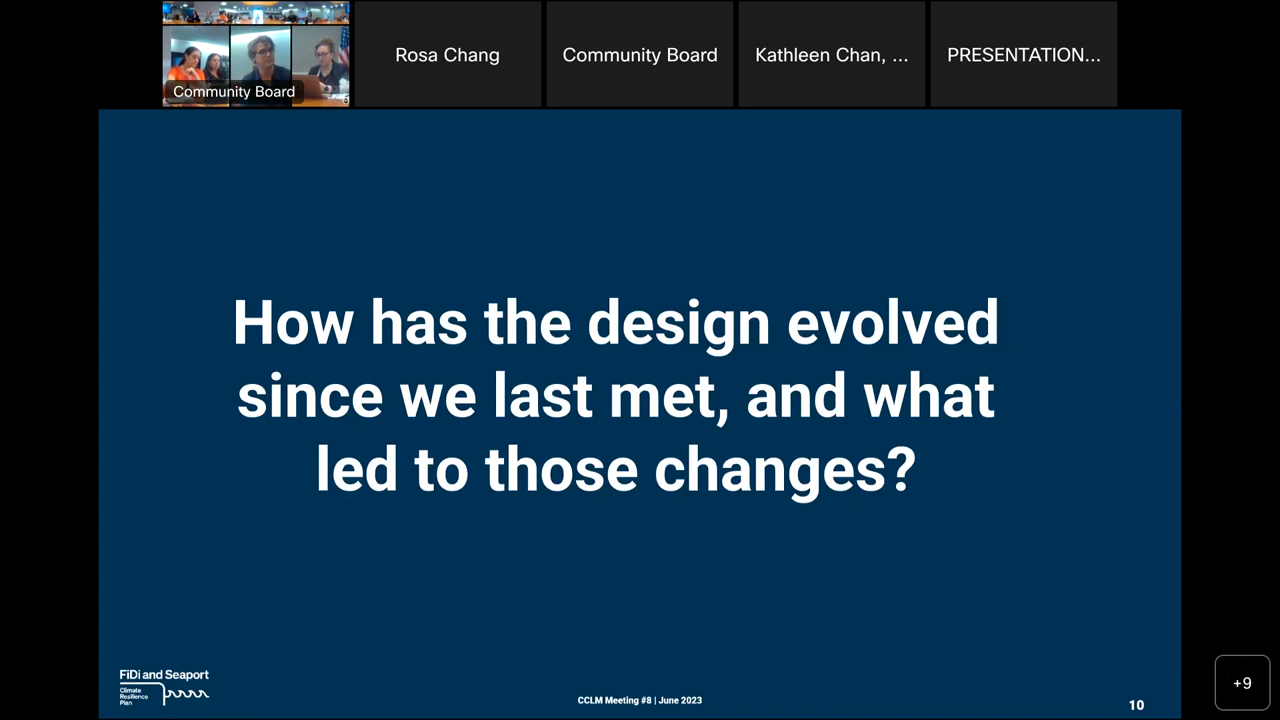 Community Board
Rosa Chang
Community Board
Kathleen Chan, ...
PRESENTATION...
How has the design evolved
since we last met, and what
led to those changes?
FiDi and Seaport
Climate
Resilience
Plan
CCLM Meeting #8 | June 2023
10
+9